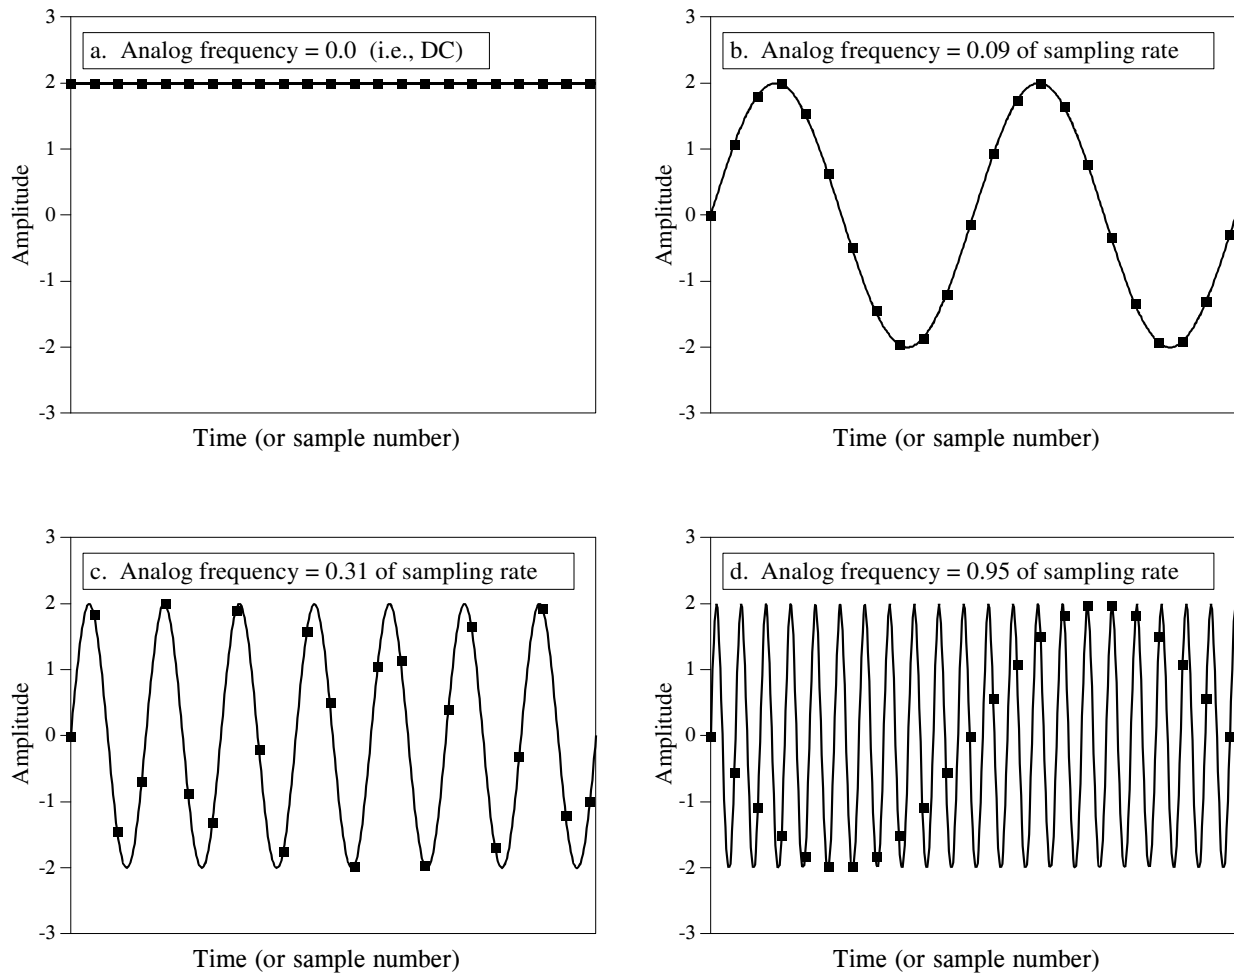 a. Analog frequency = 0.0 (i.e., DC)
3
2
1
0
-1
-2
-3
Amplitude
Time (or sample number)
b. Analog frequency = 0.09 of sampling rate
3
2
1
0
-1
-2
-3
Amplitude
Time (or sample number)
c. Analog frequency = 0.31 of sampling rate
3
2
1
0
-1
-2
-3
Amplitude
Time (or sample number)
d. Analog frequency = 0.95 of sampling rate
3
2
1
0
-1
-2
-3
Amplitude
Time (or sample number)